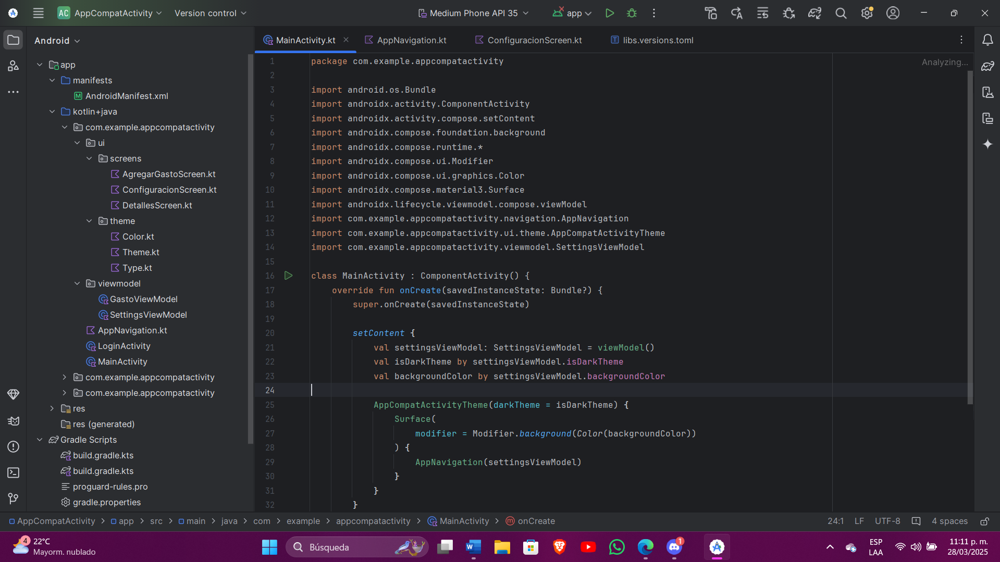 AC AppCompatActivity Version control Medium Phone API 35 app
Android
MainActivity.kt AppNavigation.kt ConfiguracionScreen.kt libs.versions.toml
app
manifests
AndroidManifest.xml
kotlin+java
com.example.appcompatactivity
ui
screens
AgregarGastoScreen.kt
ConfiguracionScreen.kt
DetallesScreen.kt
theme
Color.kt
Theme.kt
Type.kt
viewmodel
GastoViewModel
SettingsViewModel
AppNavigation.kt
LoginActivity
MainActivity
com.example.appcompatactivity
com.example.appcompatactivity
res
res (generated)
Gradle Scripts
build.gradle.kts
build.gradle.kts
proguard-rules.pro
gradle.properties
Analyzing...
1 package com.example.appcompatactivity
2
3 import android.os.Bundle
4 import androidx.activity.ComponentActivity
5 import androidx.activity.compose.setContent
6 import androidx.compose.foundation.background
7 import androidx.compose.runtime.*
8 import androidx.compose.ui.Modifier
9 import androidx.compose.ui.graphics.Color
10 import androidx.compose.material3.Surface
11 import androidx.lifecycle.viewmodel.compose.viewModel
12 import com.example.appcompatactivity.navigation.AppNavigation
13 import com.example.appcompatactivity.ui.theme.AppCompatActivityTheme
14 import com.example.appcompatactivity.viewmodel.SettingsViewModel
15
16 class MainActivity : ComponentActivity() {
17 override fun onCreate(savedInstanceState: Bundle?) {
18 super.onCreate(savedInstanceState)
19
20 setContent {
21 val settingsViewModel: SettingsViewModel = viewModel()
22 val isDarkTheme by settingsViewModel.isDarkTheme
23 val backgroundColor by settingsViewModel.backgroundColor
24
25 AppCompatActivityTheme(darkTheme = isDarkTheme) {
26 Surface(
27 modifier = Modifier.background(Color(backgroundColor))
28 ) {
29 AppNavigation(settingsViewModel)
30 }
31 }
32 }
AppCompatActivity > app > src > main > java > com > example > appcompatactivity > MainActivity > onCreate 24:1 LF UTF-8 4 spaces
4 22°C
Mayorm. nublado
Búsqueda
1
ESP
LAA
11:11 p. m.
28/03/2025